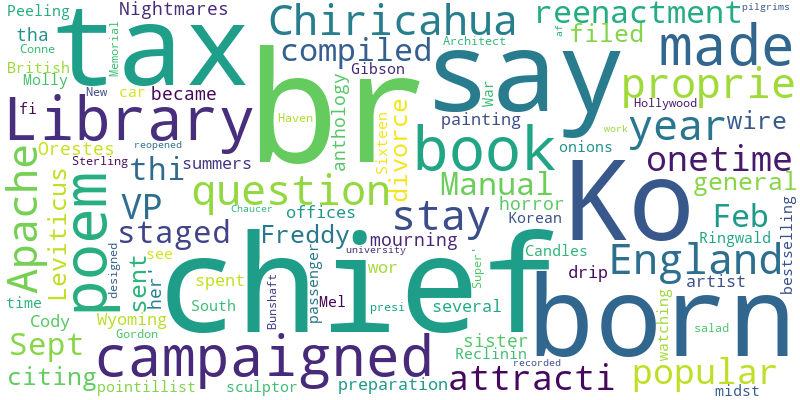 Peeling
Nightmares
tax
Chiricahua
reenactment
pilgrims
tha
Conne
Memorial
compiled
Architect
say
af
filed
made
British
Molly
Gibson
proprie
New
car
became
br
anthology
War
Hollywood
Library
fi
Haven
Sixteen
painting
year
wire
Orestes
reopened
divorce
book
work
onions
Sterling
thi
summers
onetime
Apache
Leviticus
poem
question
Manual
horror
Ko
general
VP
Chaucer
offices
stay
Korean
Feb
bestselling
staged
Freddy
mourning
Ringwald
designed
sent
her'
see
chief
university
Candles
England
time
spent
Bunshaft
passenger
wor
Super'
drip
artist
Wyoming
South
Mel
presi
several
born
watching
Cody
Gordon
sister
salad
Sept
campaigned
Reclinin
recorded
citing
pointillist
sculptor
preparation
attracti
popular
midst